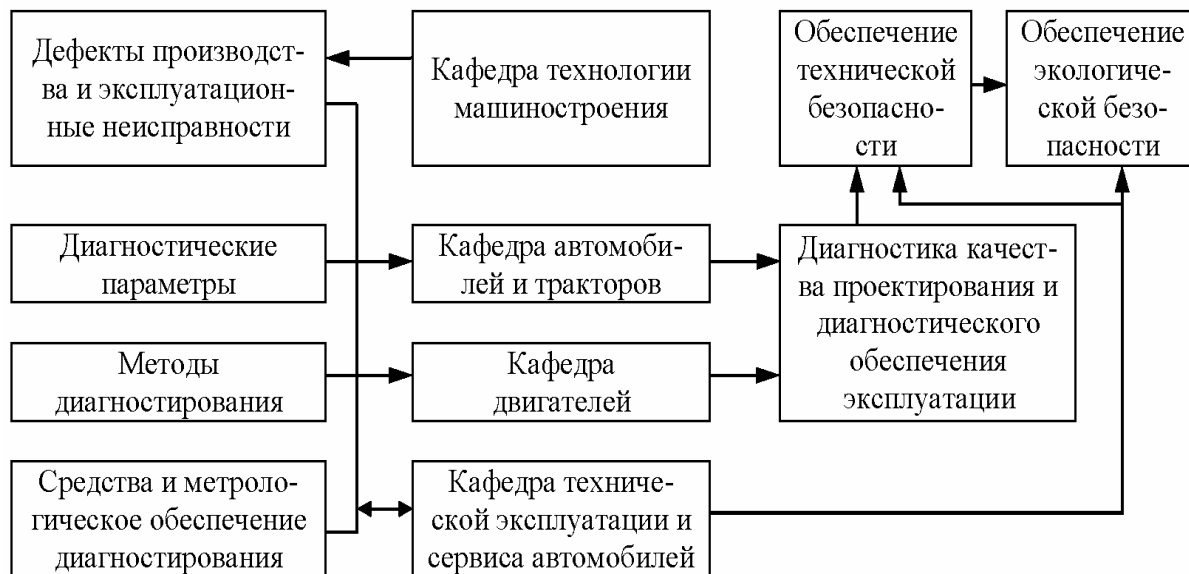 Дефекты производст-
ва и эксплуатацион-
ные неисправности
Кафедра технологии
машиностроения
Обеспечение
технической
безопасно-
сти
Обеспечение
экологиче-
ской безо-
пасности
Диагностические
параметры
Кафедра автомоби-
лей и тракторов
Диагностика качест-
ва проектирования и
диагностического
обеспечения
эксплуатации
Методы
диагностирования
Кафедра
двигателей
Средства и метроло-
гическое обеспечение
диагностирования
Кафедра техниче-
ской эксплуатации и
сервиса автомобилей